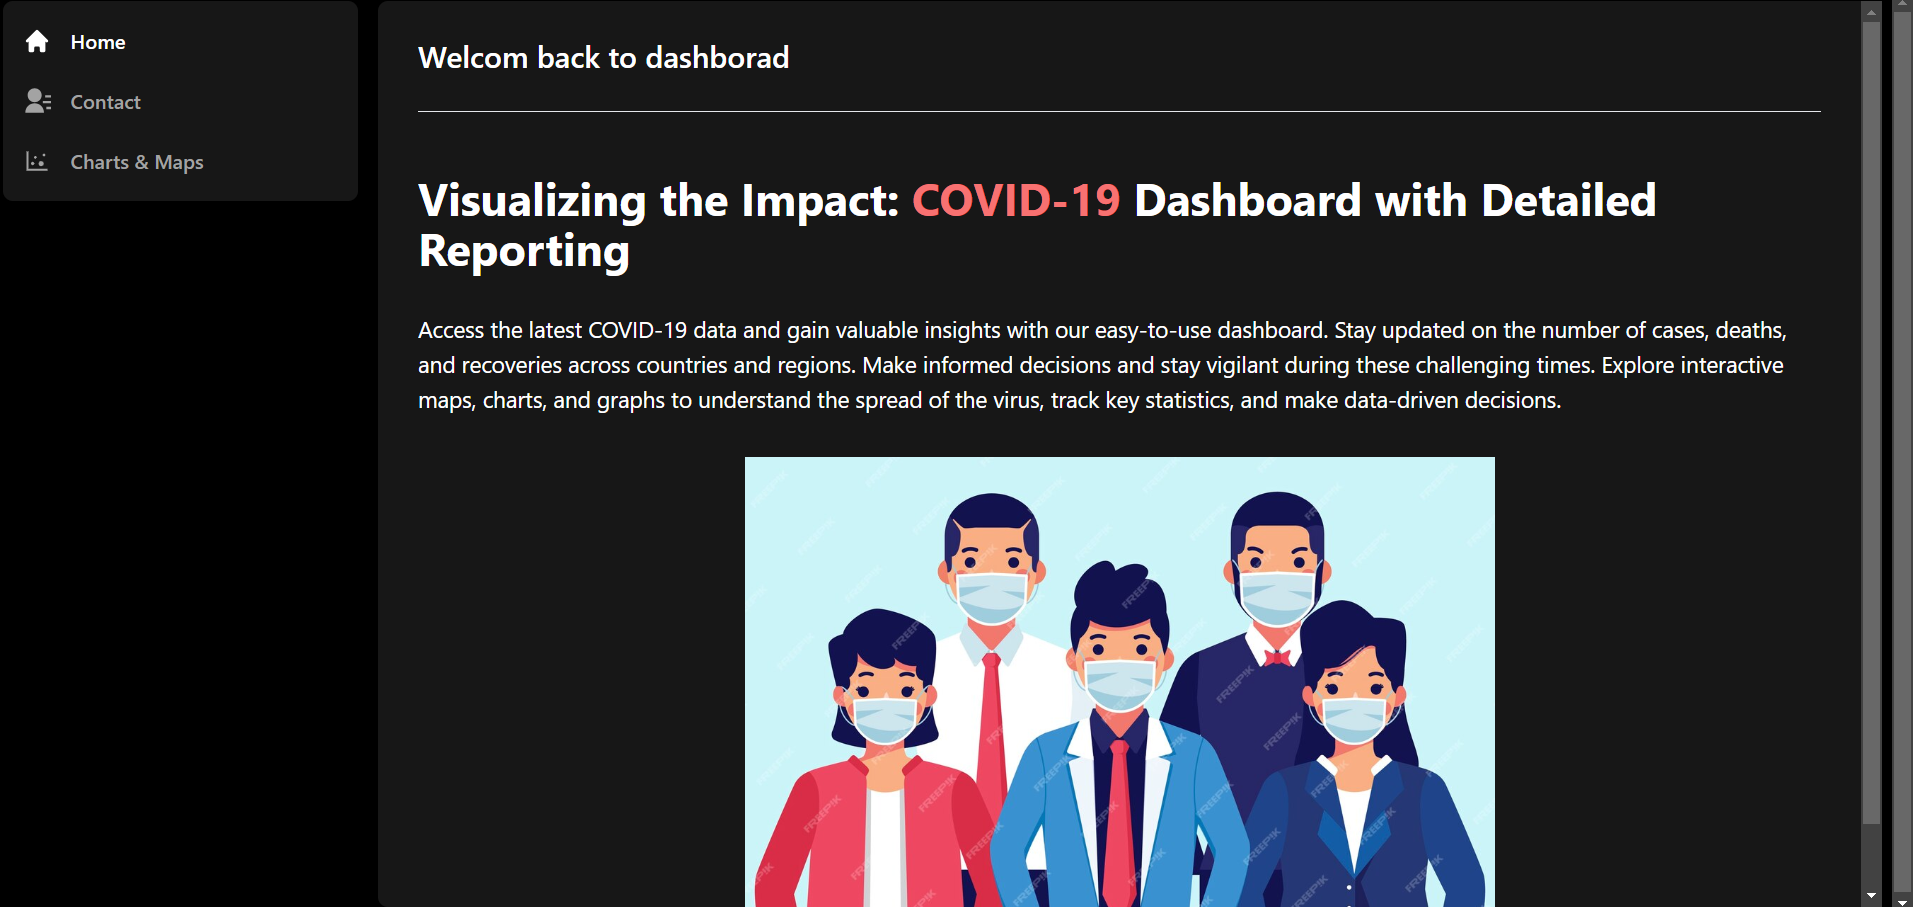 Home
Contact
Charts & Maps
Welcom back to dashborad
Visualizing the Impact: COVID-19 Dashboard with Detailed
Reporting
Access the latest COVID-19 data and gain valuable insights with our easy-to-use dashboard. Stay updated on the number of cases, deaths,
and recoveries across countries and regions. Make informed decisions and stay vigilant during these challenging times. Explore interactive
maps, charts, and graphs to understand the spread of the virus, track key statistics, and make data-driven decisions.
FREEPIK